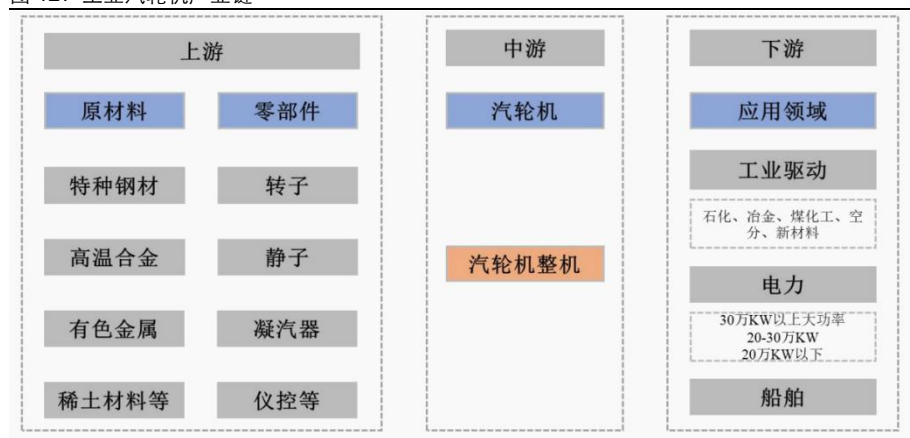 上游
原材料
零部件
特种钢材
转子
高温合金
静子
有色金属
凝汽器
稀土材料等
仪控等
中游
汽轮机
汽轮机整机
下游
应用领域
工业驱动
石化、冶金、煤化工、空
分、新材料
电力
30万KW以上大功率
20-30万KW
20万KW以下
船舶